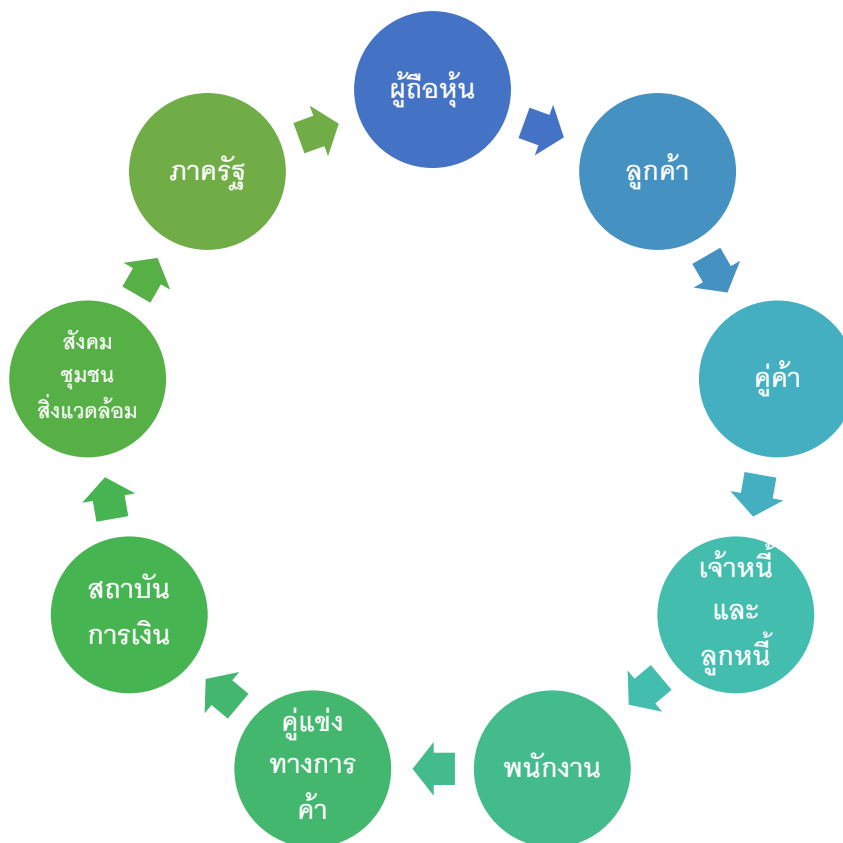 ผู้ถือหุ้น
ลูกค้า
คู่ค้า
เจ้าหนี้
และ
ลูกหนี้
พนักงาน
คู่แข่ง
ทางการ
ค้า
สถาบัน
การเงิน
สังคม
ชุมชน
สิ่งแวดล้อม
ภาครัฐ